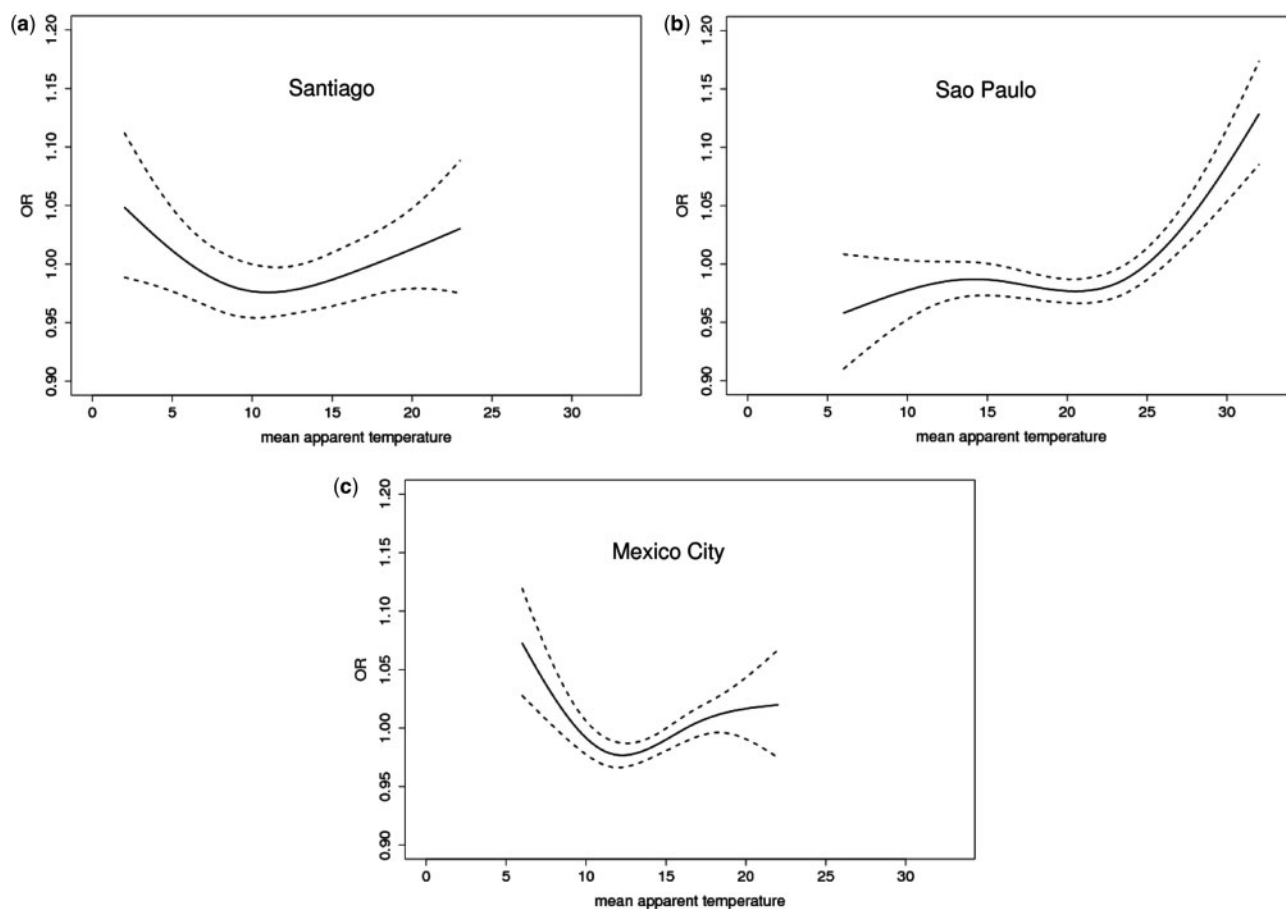 (a)
Santiago
OR
0.90 0.95 1.00 1.05 1.10 1.15 1.20
0 5 10 15 20 25 30
mean apparent temperature
(b)
Sao Paulo
OR
0.90 0.95 1.00 1.05 1.10 1.15 1.20
0 5 10 15 20 25 30
mean apparent temperature
(c)
Mexico City
OR
0.90 0.95 1.00 1.05 1.10 1.15 1.20
0 5 10 15 20 25 30
mean apparent temperature